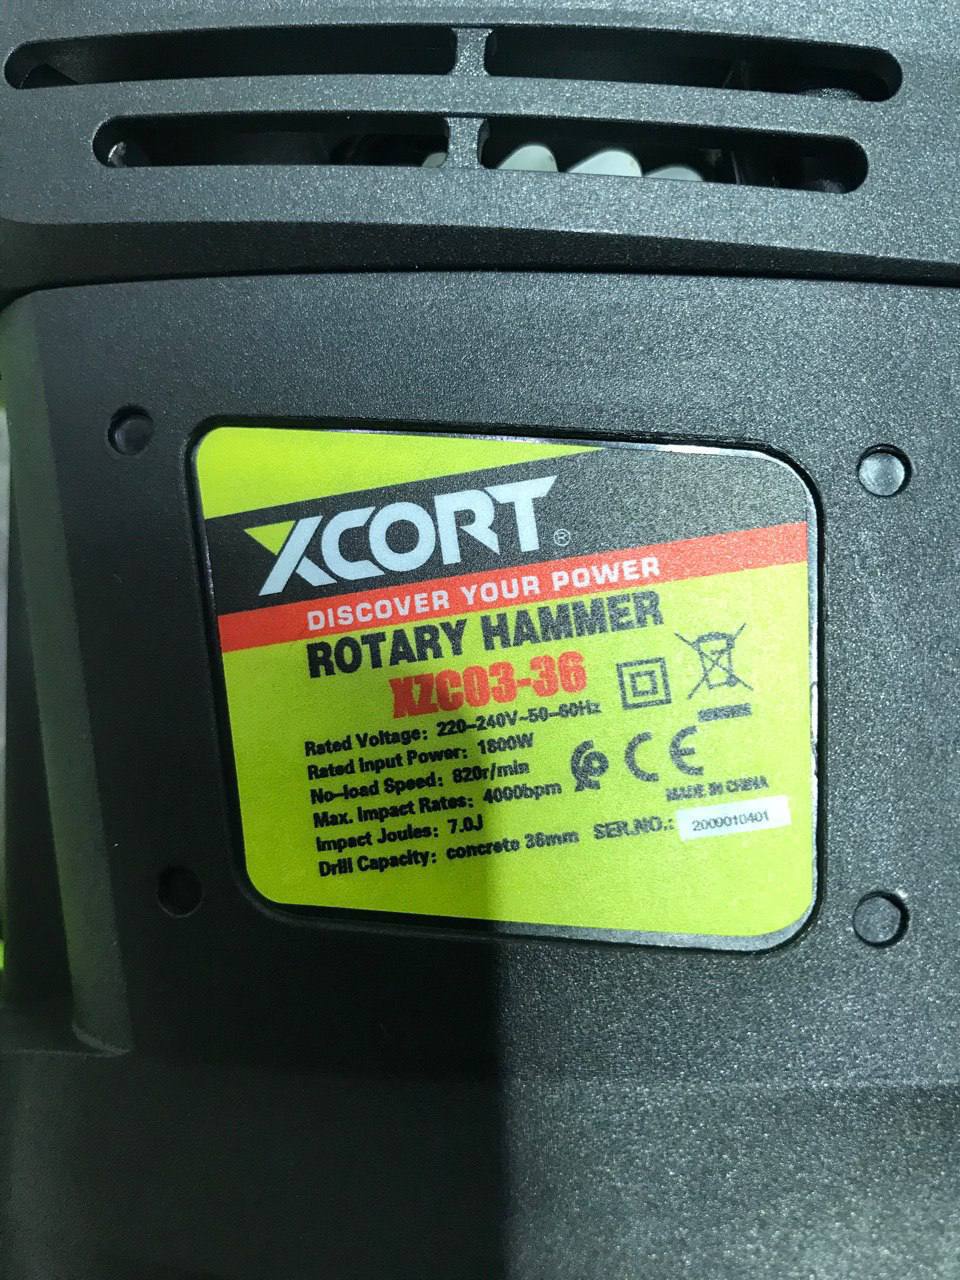 XCORT®
DISCOVER YOUR POWER
ROTARY HAMMER
XZC03-36
Rated Voltage: 220–240V~50–60Hz
Rated Input Power: 1800W
No–load Speed: 820r/min
Max. Impact Rates: 4000bpm
Impact Joules: 7.0J
Drill Capacity: concrete 36mm
CE
MADE IN CHINA
SER.NO.: 2009010401